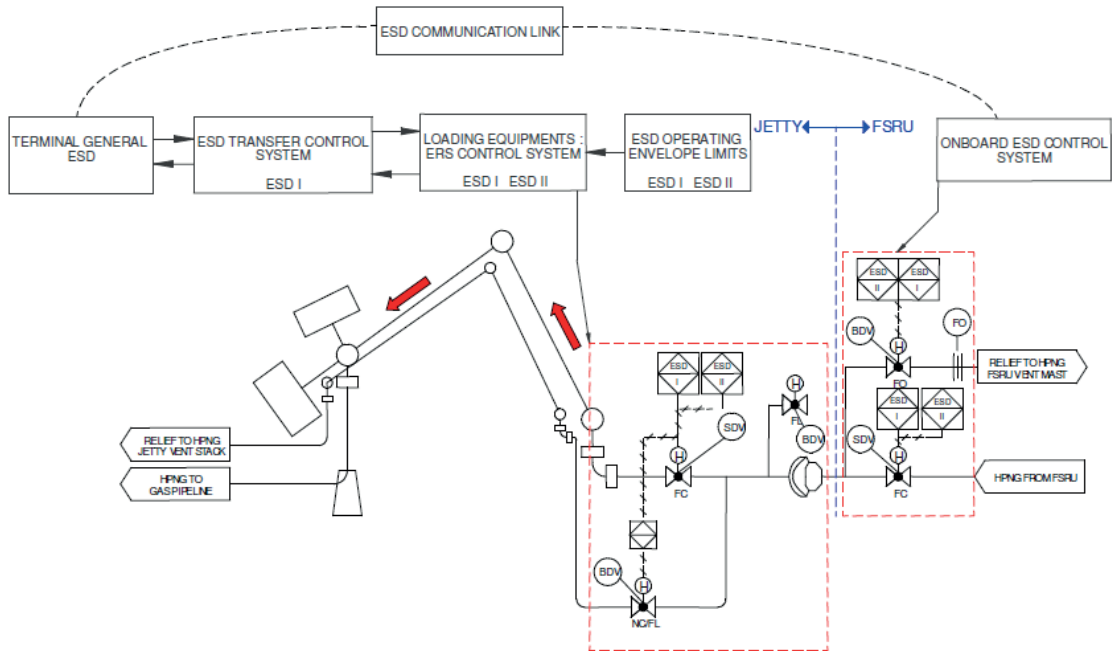 ESD COMMUNICATION LINK
TERMINAL GENERAL
ESD
ESD TRANSFER CONTROL
SYSTEM
ESD I
LOADING EQUIPMENTS :
ERS CONTROL SYSTEM
ESD I ESD II
ESD OPERATING
ENVELOPE LIMITS
ESD I ESD II
JETTY
FSRU
ONBOARD ESD CONTROL
SYSTEM
ESD
II
ESD
I
BDV
FO
H
FO
RELIEF TO HPNG
FSRU VENT MAST
ESD
I
ESD
II
SDV
H
FC
HPNG FROM FSRU
ESD
I
ESD
II
H
FL
BDV
SDV
H
FC
BDV
H
NC/FL
RELIEF TO HPNG
JETTY VENT STACK
HPNG TO
GAS PIPELINE